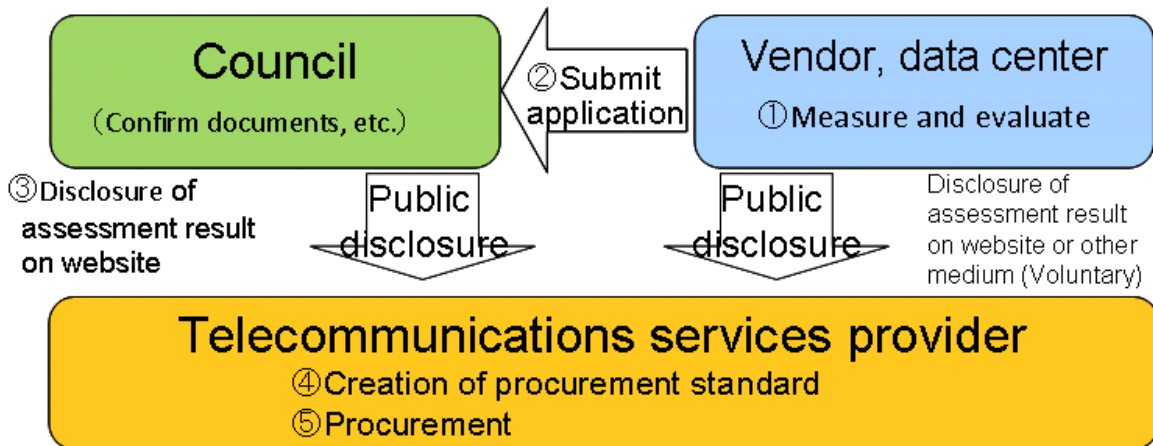 Council
（Confirm documents, etc.）
②Submit
application
Vendor, data center
①Measure and evaluate
③Disclosure of
assessment result
on website
Public
disclosure
Public
disclosure
Disclosure of
assessment result
on website or other
medium (Voluntary)
Telecommunications services provider
④Creation of procurement standard
⑤Procurement